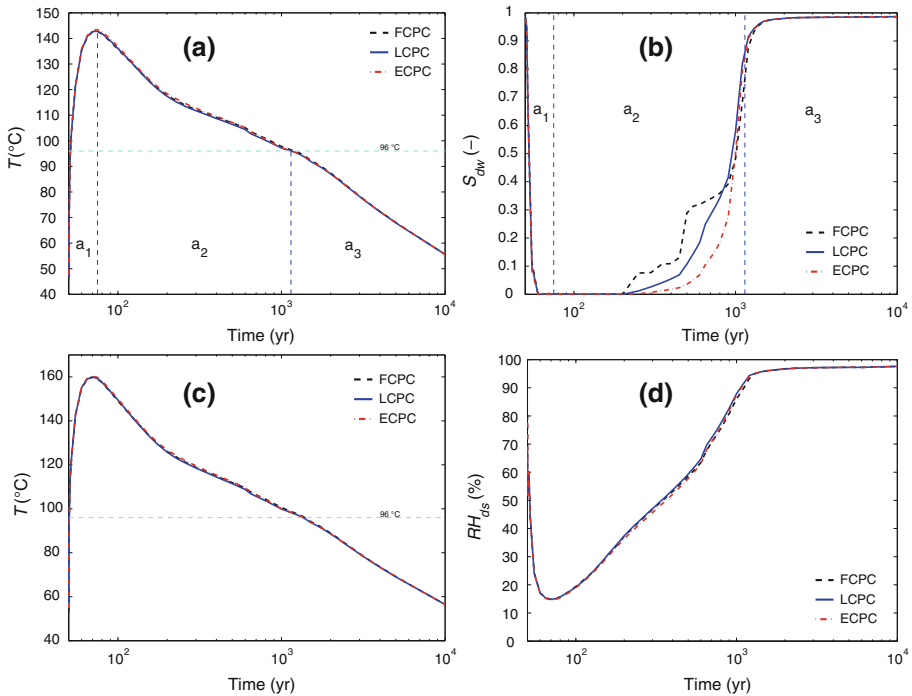 140
130
120
110
100
90
80
70
60
50
40
T (°C)
(a)
FCPC
LCPC
ECPC
96 °C
a1
a2
a3
10^2
10^3
10^4
Time (yr)
1
0.9
0.8
0.7
0.6
0.5
0.4
0.3
0.2
0.1
0
S_dw (–)
(b)
a1
a2
a3
FCPC
LCPC
ECPC
10^2
10^3
10^4
Time (yr)
160
140
120
100
80
60
40
T (°C)
(c)
FCPC
LCPC
ECPC
96 °C
10^2
10^3
10^4
Time (yr)
100
90
80
70
60
50
40
30
20
10
0
RH_ds (%)
(d)
FCPC
LCPC
ECPC
10^2
10^3
10^4
Time (yr)